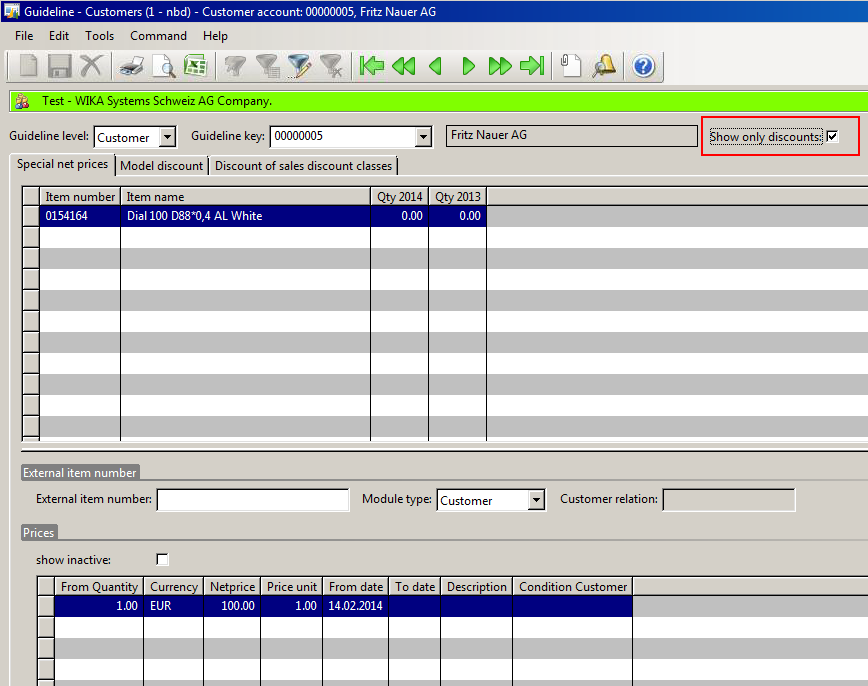 Guideline - Customers (1 - nbd) - Customer account: 00000005, Fritz Nauer AG
File Edit Tools Command Help
Test - WIKA Systems Schweiz AG Company.
Guideline level: Customer Guideline key: 00000005 Fritz Nauer AG Show only discounts:
Special net prices Model discount Discount of sales discount classes
Item number Item name Qty 2014 Qty 2013
0154164 Dial 100 D88*0,4 AL White 0.00 0.00
External item number
External item number: Module type: Customer Customer relation:
Prices
show inactive:
From Quantity Currency Netprice Price unit From date To date Description Condition Customer
1.00 EUR 100.00 1.00 14.02.2014